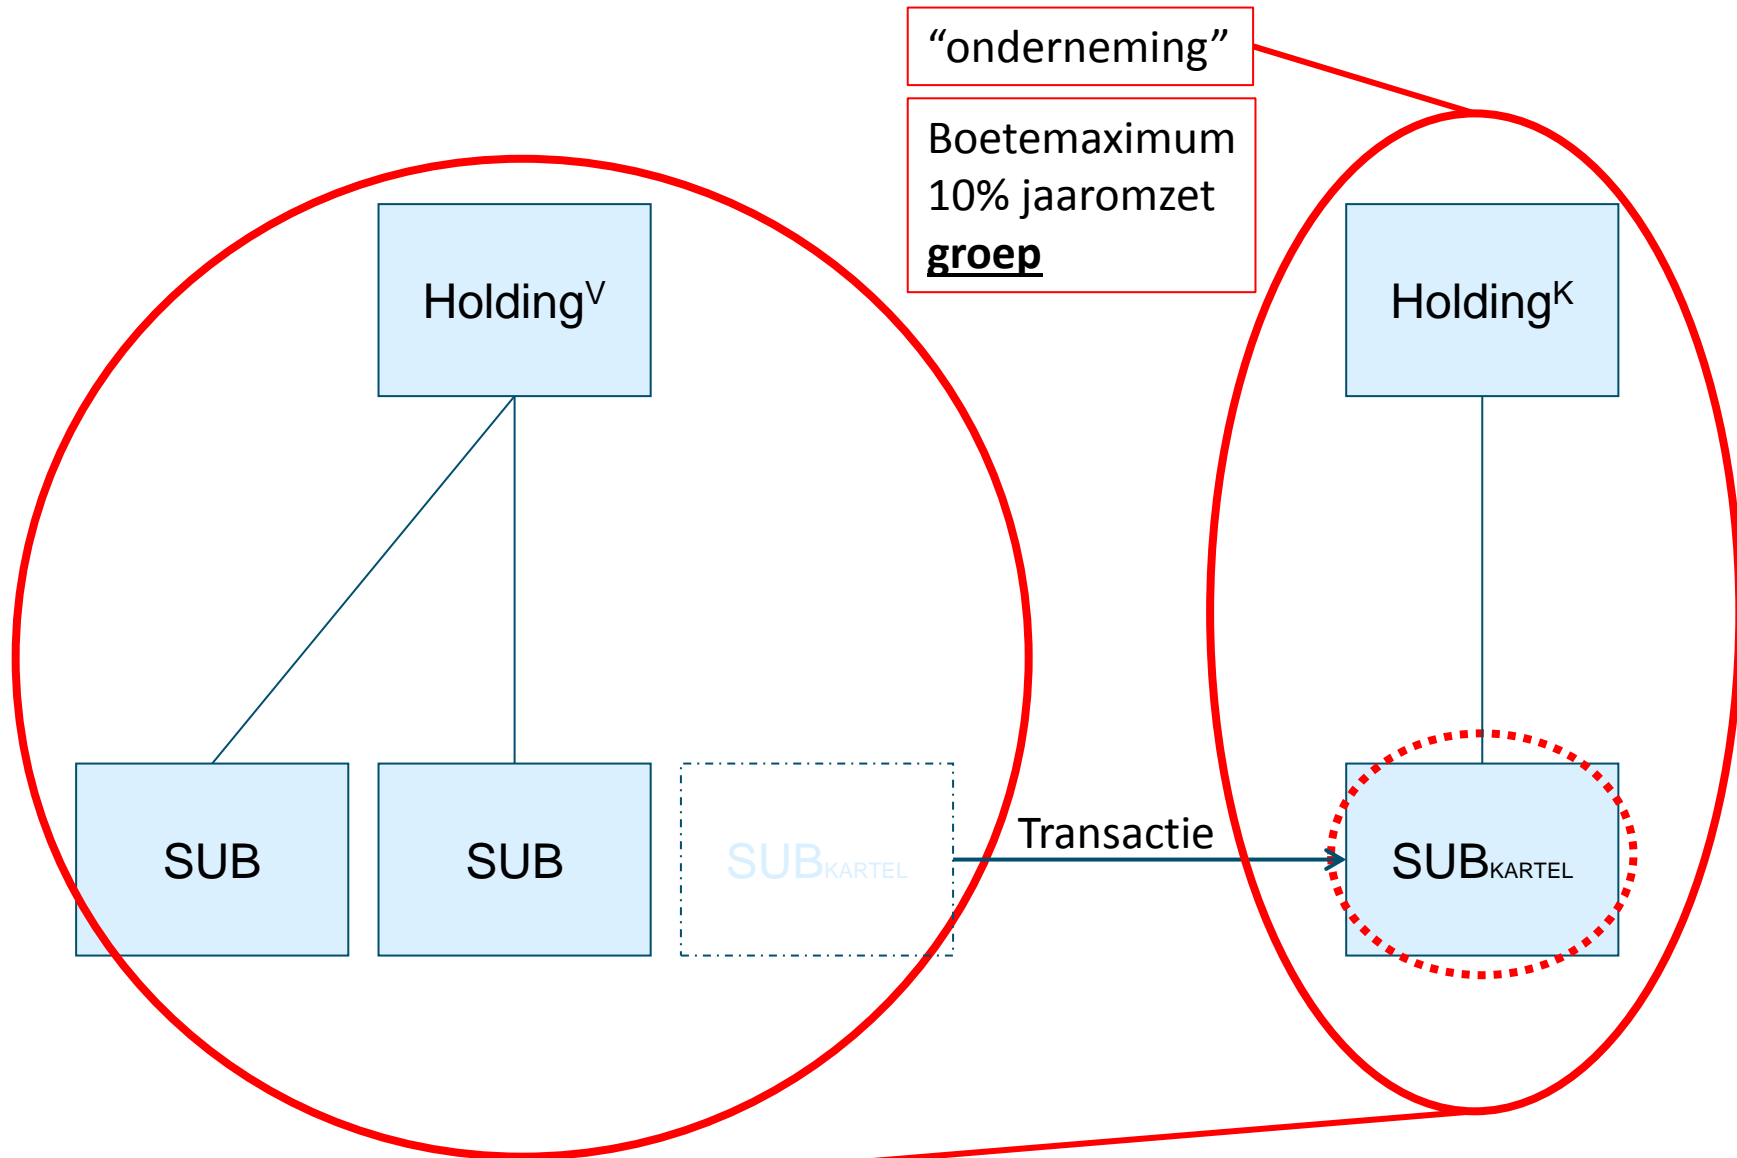 “onderneming”
Boetemaximum
10% jaaromzet
groep
Holdingⱽ
Holdingᴷ
SUB
SUB
SUBKARTEL
Transactie
SUBKARTEL